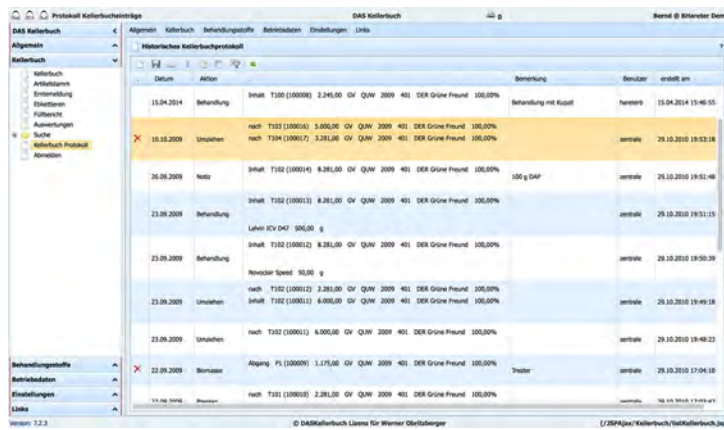 Protokoll Kellerbucheinträge
DAS Kellerbuch
0
DAS Kellerbuch
Allgemein Kellerbuch Behandlungsstoffe Betriebsdaten Einstellungen Links
Allgemein
Kellerbuch
Kellerbuch
Artikelstamm
Erntemeldung
Etikettieren
Füllbericht
Auswertungen
Suche
Kellerbuch Protokoll
Abmelden
Behandlungsstoffe
Betriebsdaten
Einstellungen
Links
Historisches Kellerbuchprotokoll
?
Datum Aktion Bemerkung Benutzer erstellt am
Inhalt T100 (100008) 2.245,00 GV QUW 2009 401 DER Grüne Freund 100,00%
15.04.2014 Behandlung Behandlung mit Kupzit 15.04.2014 15:46:55
nach T103 (100016) 5.000,00 GV QUW 2009 401 DER Grüne Freund 100,00%
nach T104 (100017) 3.281,00 GV QUW 2009 401 DER Grüne Freund 100,00%
10.10.2009 Umziehen zentrale 29.10.2010 19:53:18
Inhalt T102 (100014) 8.281,00 GV QUW 2009 401 DER Grüne Freund 100,00%
26.09.2009 Notiz 100 g DAP zentrale 29.10.2010 19:51:48
Inhalt T102 (100013) 8.281,00 GV QUW 2009 401 DER Grüne Freund 100,00%
23.09.2009 Behandlung zentrale 29.10.2010 19:51:15
Lalvin ICV D47 500,00 g
Inhalt T102 (100012) 8.281,00 GV QUW 2009 401 DER Grüne Freund 100,00%
23.09.2009 Behandlung zentrale 29.10.2010 19:50:39
Novoclair Speed 50,00 g
nach T102 (100012) 2.281,00 GV QUW 2009 401 DER Grüne Freund 100,00%
Inhalt T102 (100011) 6.000,00 GV QUW 2009 401 DER Grüne Freund 100,00%
23.09.2009 Umziehen zentrale 29.10.2010 19:49:18
nach T102 (100011) 6.000,00 GV QUW 2009 401 DER Grüne Freund 100,00%
23.09.2009 Umziehen zentrale 29.10.2010 19:48:23
Abgang P1 (100009) 1.175,00 GV QUW 2009 401 DER Grüne Freund 100,00%
22.09.2009 Biomasse Trester zentrale 29.10.2010 17:04:10
nach T101 (100010) 2.281,00 GV QUW 2009 401 DER Grüne Freund 100,00%
Version: 7.2.3
© DASKellerbuch Lizenz für Werner Obritzberger